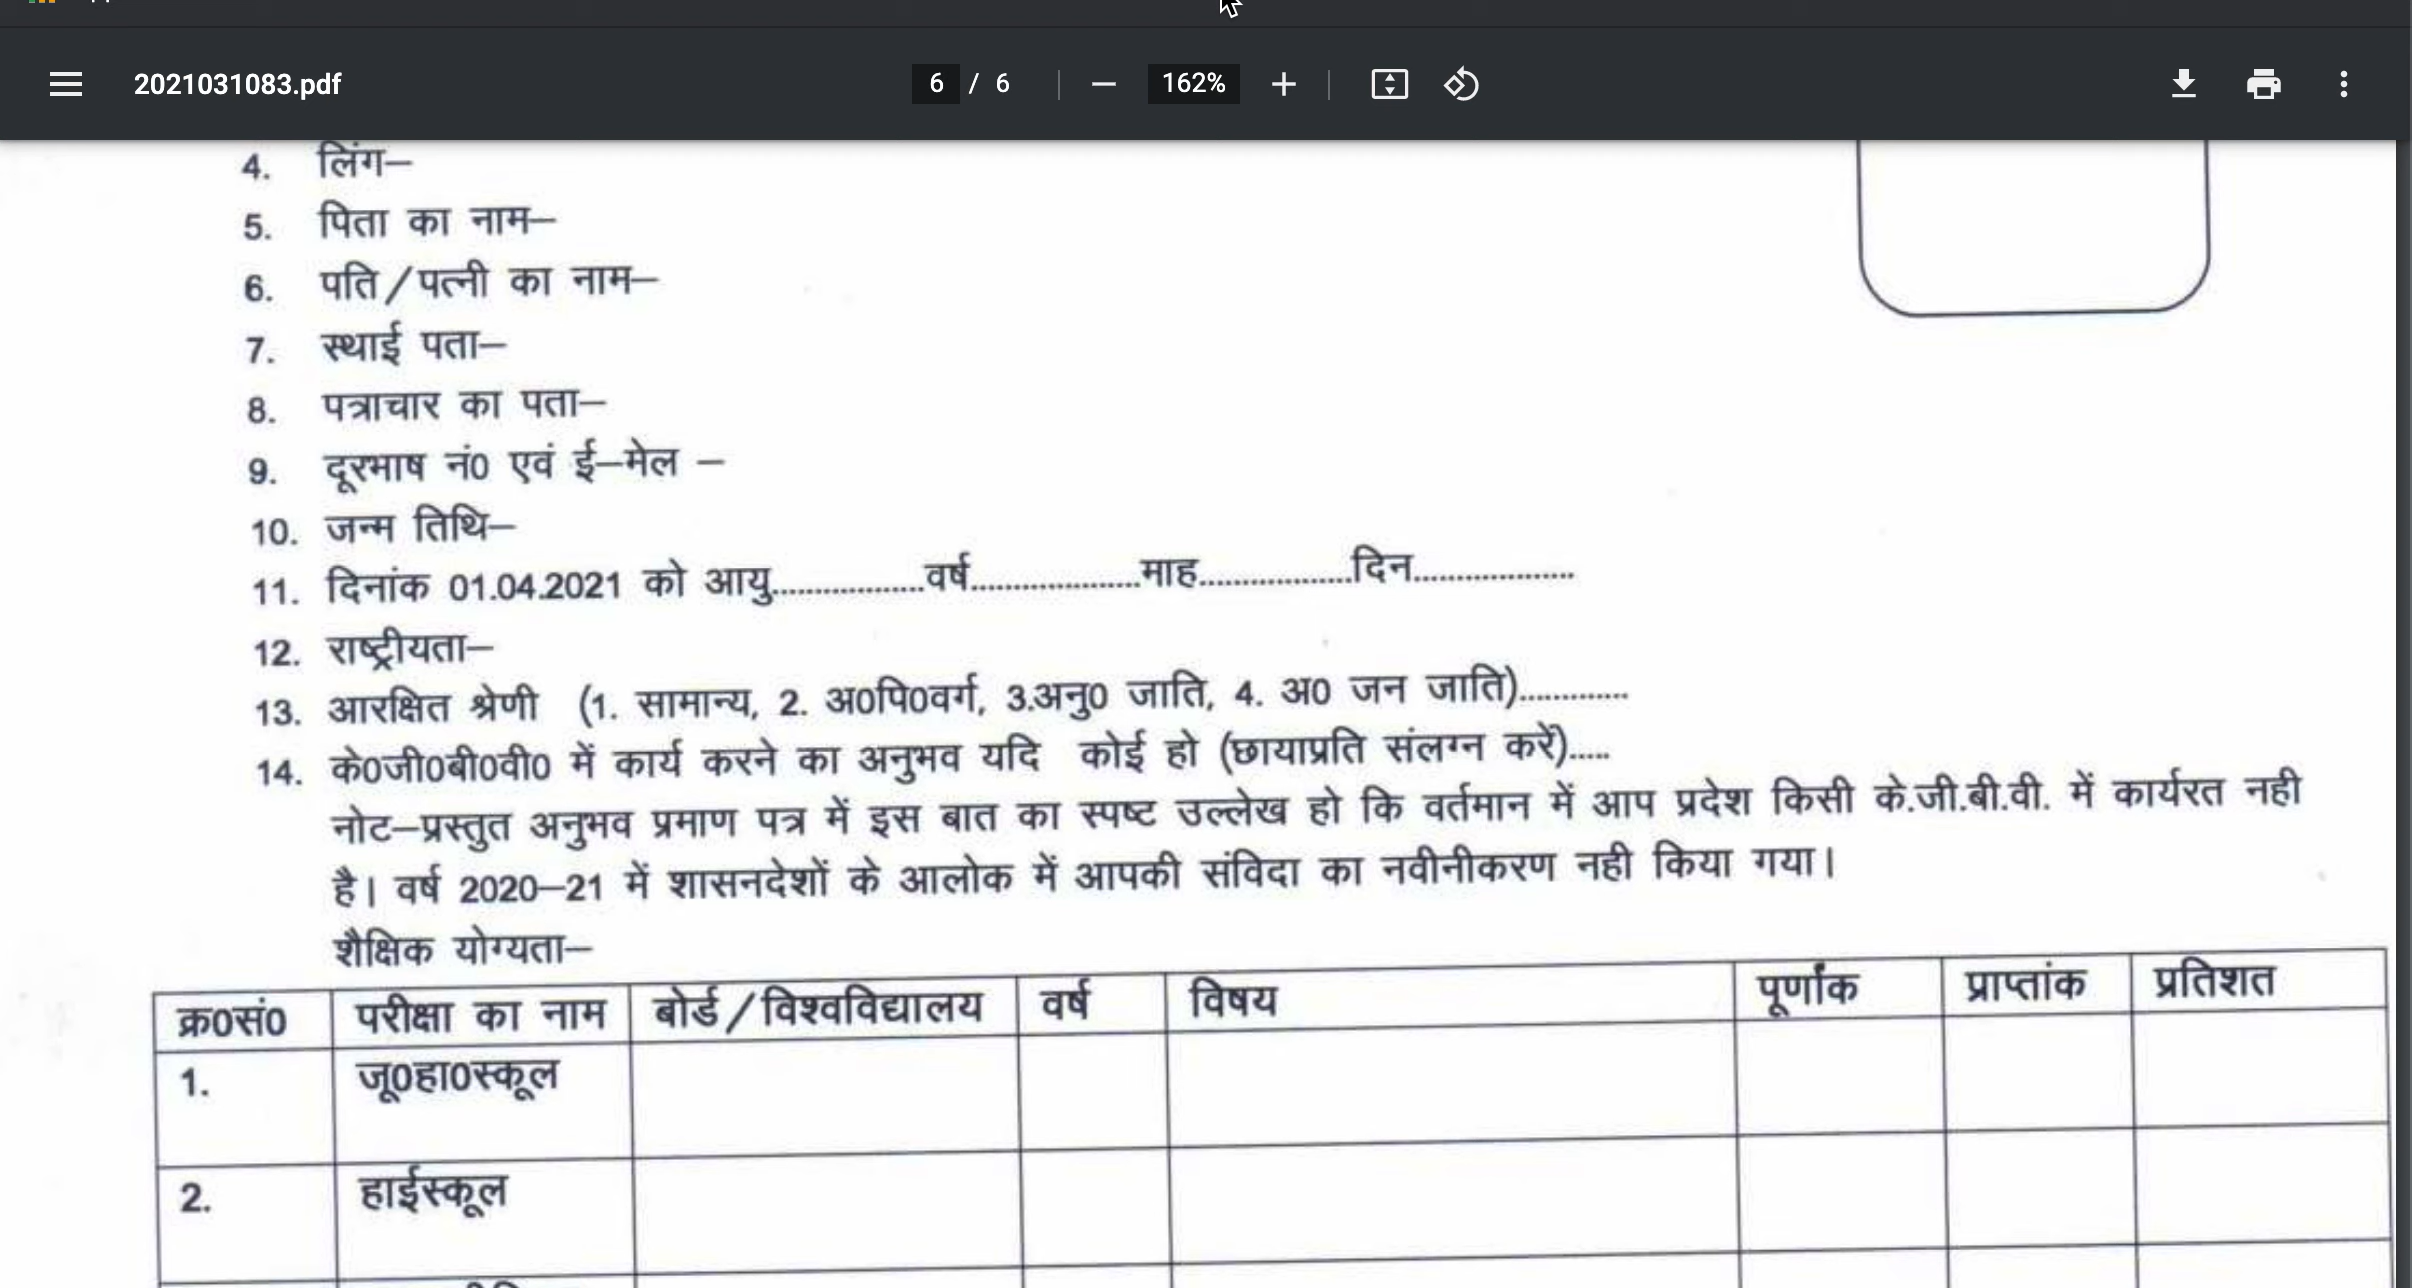 2021031083.pdf
6 / 6
162%
4. लिंग–
5. पिता का नाम–
6. पति/पत्नी का नाम–
7. स्थाई पता–
8. पत्राचार का पता–
9. दूरभाष नं0 एवं ई–मेल –
10. जन्म तिथि–
11. दिनांक 01.04.2021 को आयु.................वर्ष...................माह.................दिन..................
12. राष्ट्रीयता–
13. आरक्षित श्रेणी (1. सामान्य, 2. अ0पि0वर्ग, 3.अनु0 जाति, 4. अ0 जन जाति).............
14. के0जी0बी0वी0 में कार्य करने का अनुभव यदि कोई हो (छायाप्रति संलग्न करें).....
नोट–प्रस्तुत अनुभव प्रमाण पत्र में इस बात का स्पष्ट उल्लेख हो कि वर्तमान में आप प्रदेश किसी के.जी.बी.वी. में कार्यरत नही
है। वर्ष 2020–21 में शासनदेशों के आलोक में आपकी संविदा का नवीनीकरण नही किया गया।
शैक्षिक योग्यता–
क्र0सं0 परीक्षा का नाम बोर्ड/विश्वविद्यालय वर्ष विषय पूर्णांक प्राप्तांक प्रतिशत
1. जू0हा0स्कूल
2. हाईस्कूल